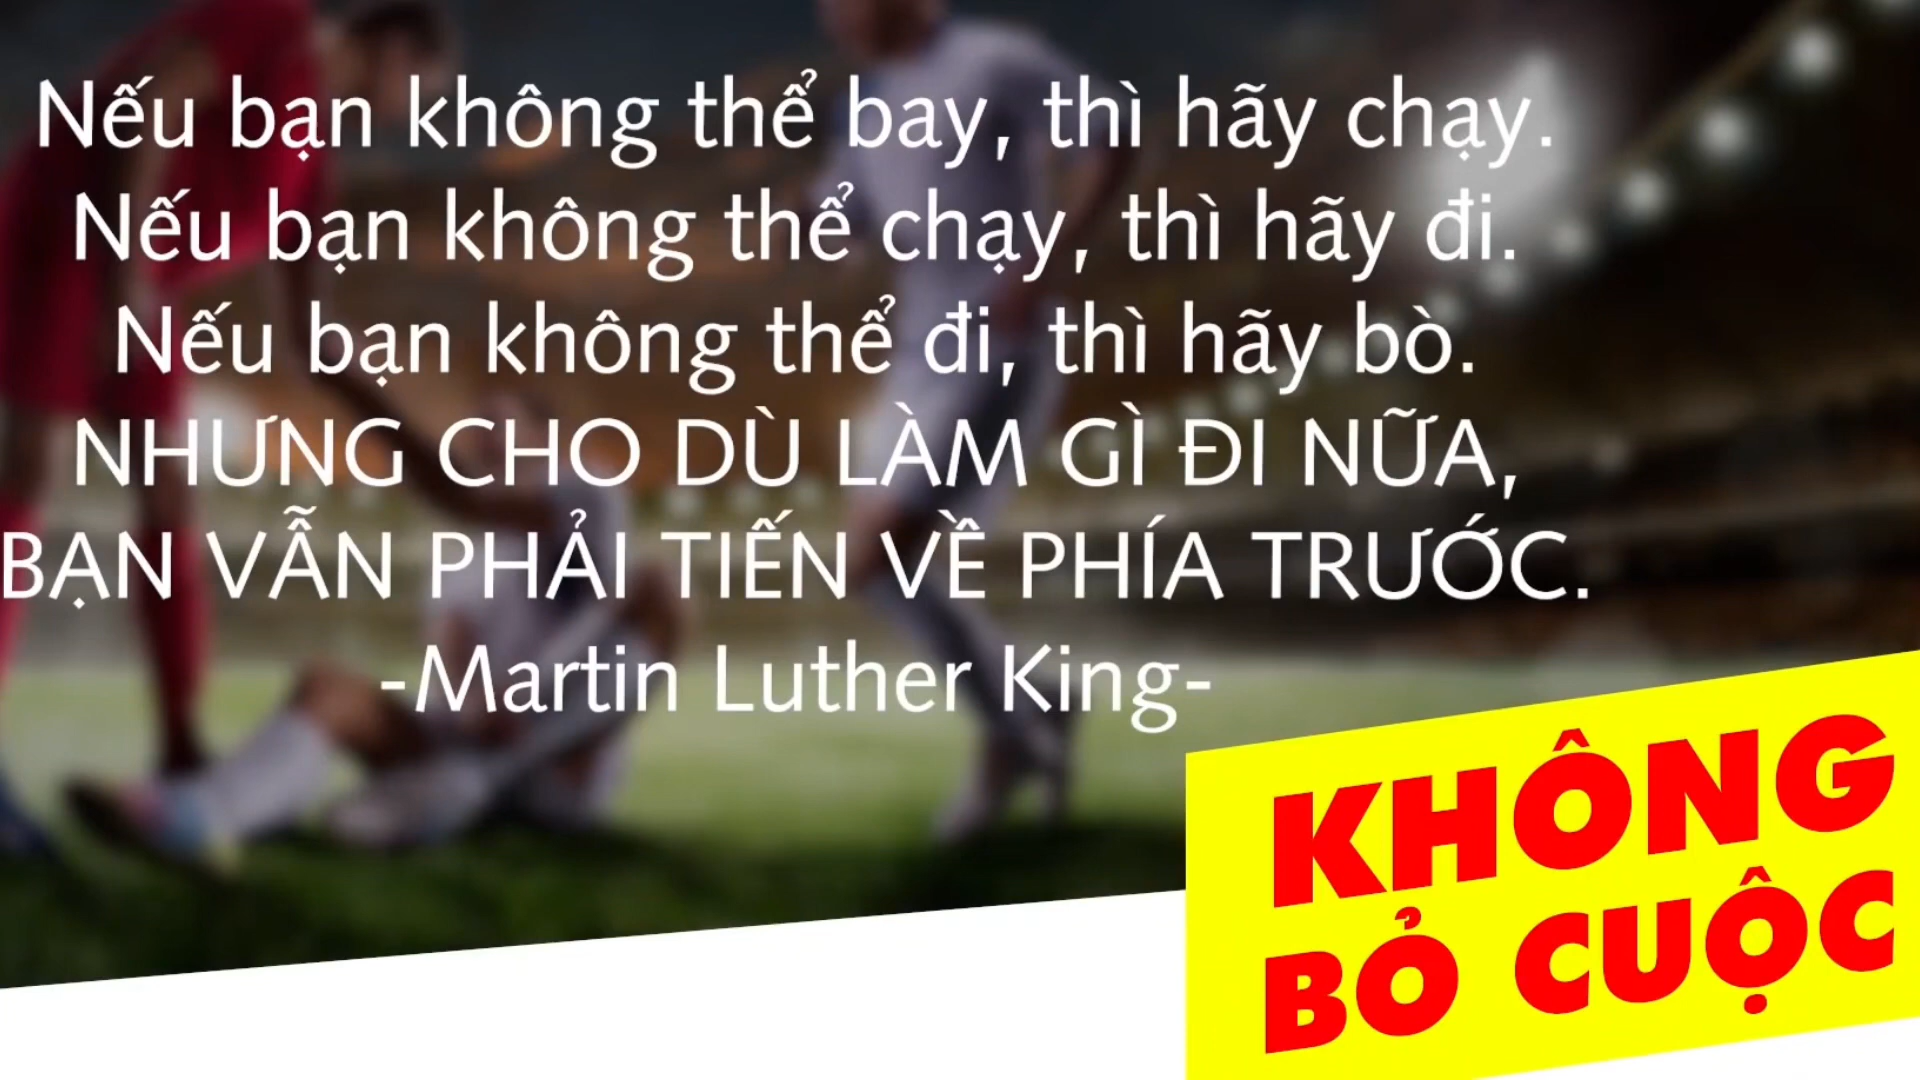 Nếu bạn không thể bay, thì hãy chạy.
Nếu bạn không thể chạy, thì hãy đi.
Nếu bạn không thể đi, thì hãy bò.
NHƯNG CHO DÙ LÀM GÌ ĐI NỮA,
BẠN VẪN PHẢI TIẾN VỀ PHÍA TRƯỚC.
-Martin Luther King-
KHÔNG
BỎ CUỘC